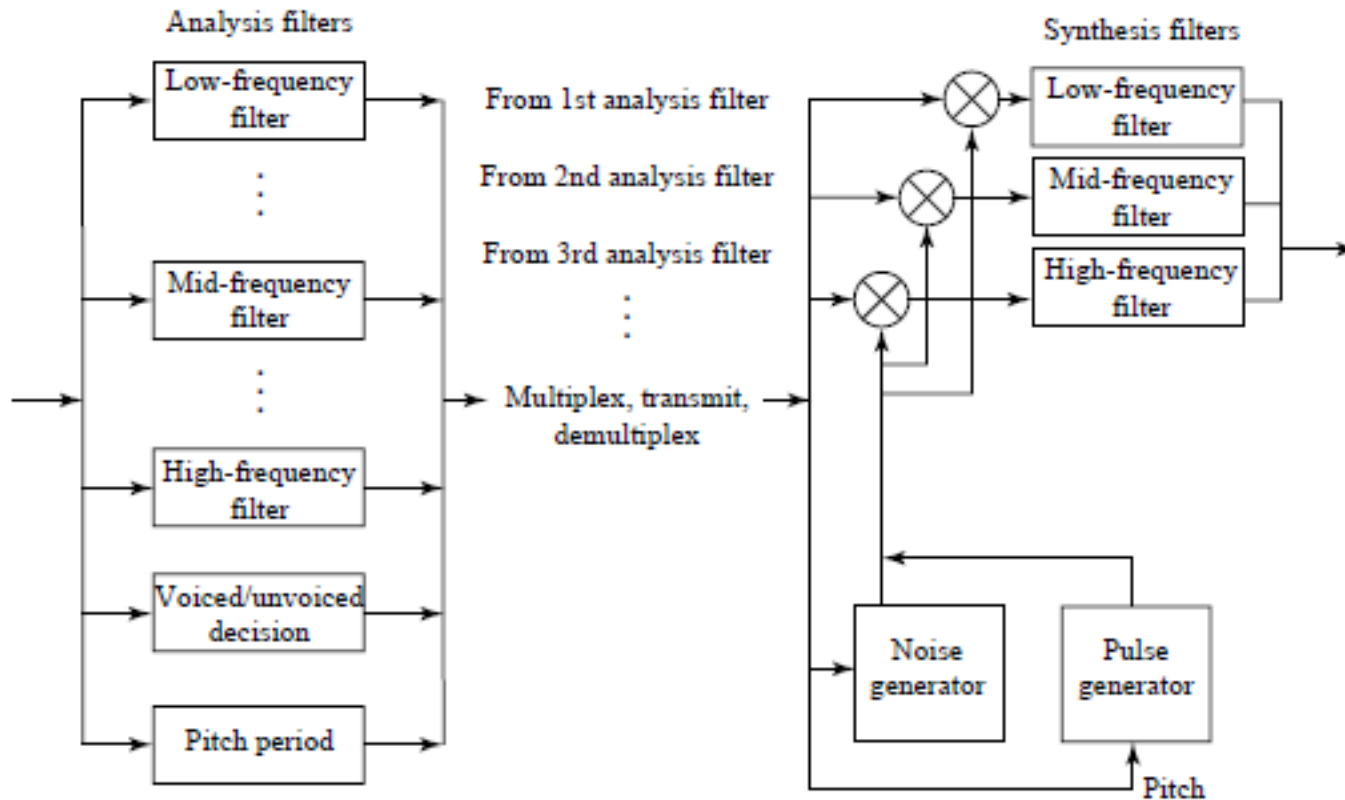 Analysis filters
Low-frequency
filter
Mid-frequency
filter
High-frequency
filter
Voiced/unvoiced
decision
Pitch period
From 1st analysis filter
From 2nd analysis filter
From 3rd analysis filter
Multiplex, transmit,
demultiplex
Synthesis filters
Low-frequency
filter
Mid-frequency
filter
High-frequency
filter
Noise
generator
Pulse
generator
Pitch